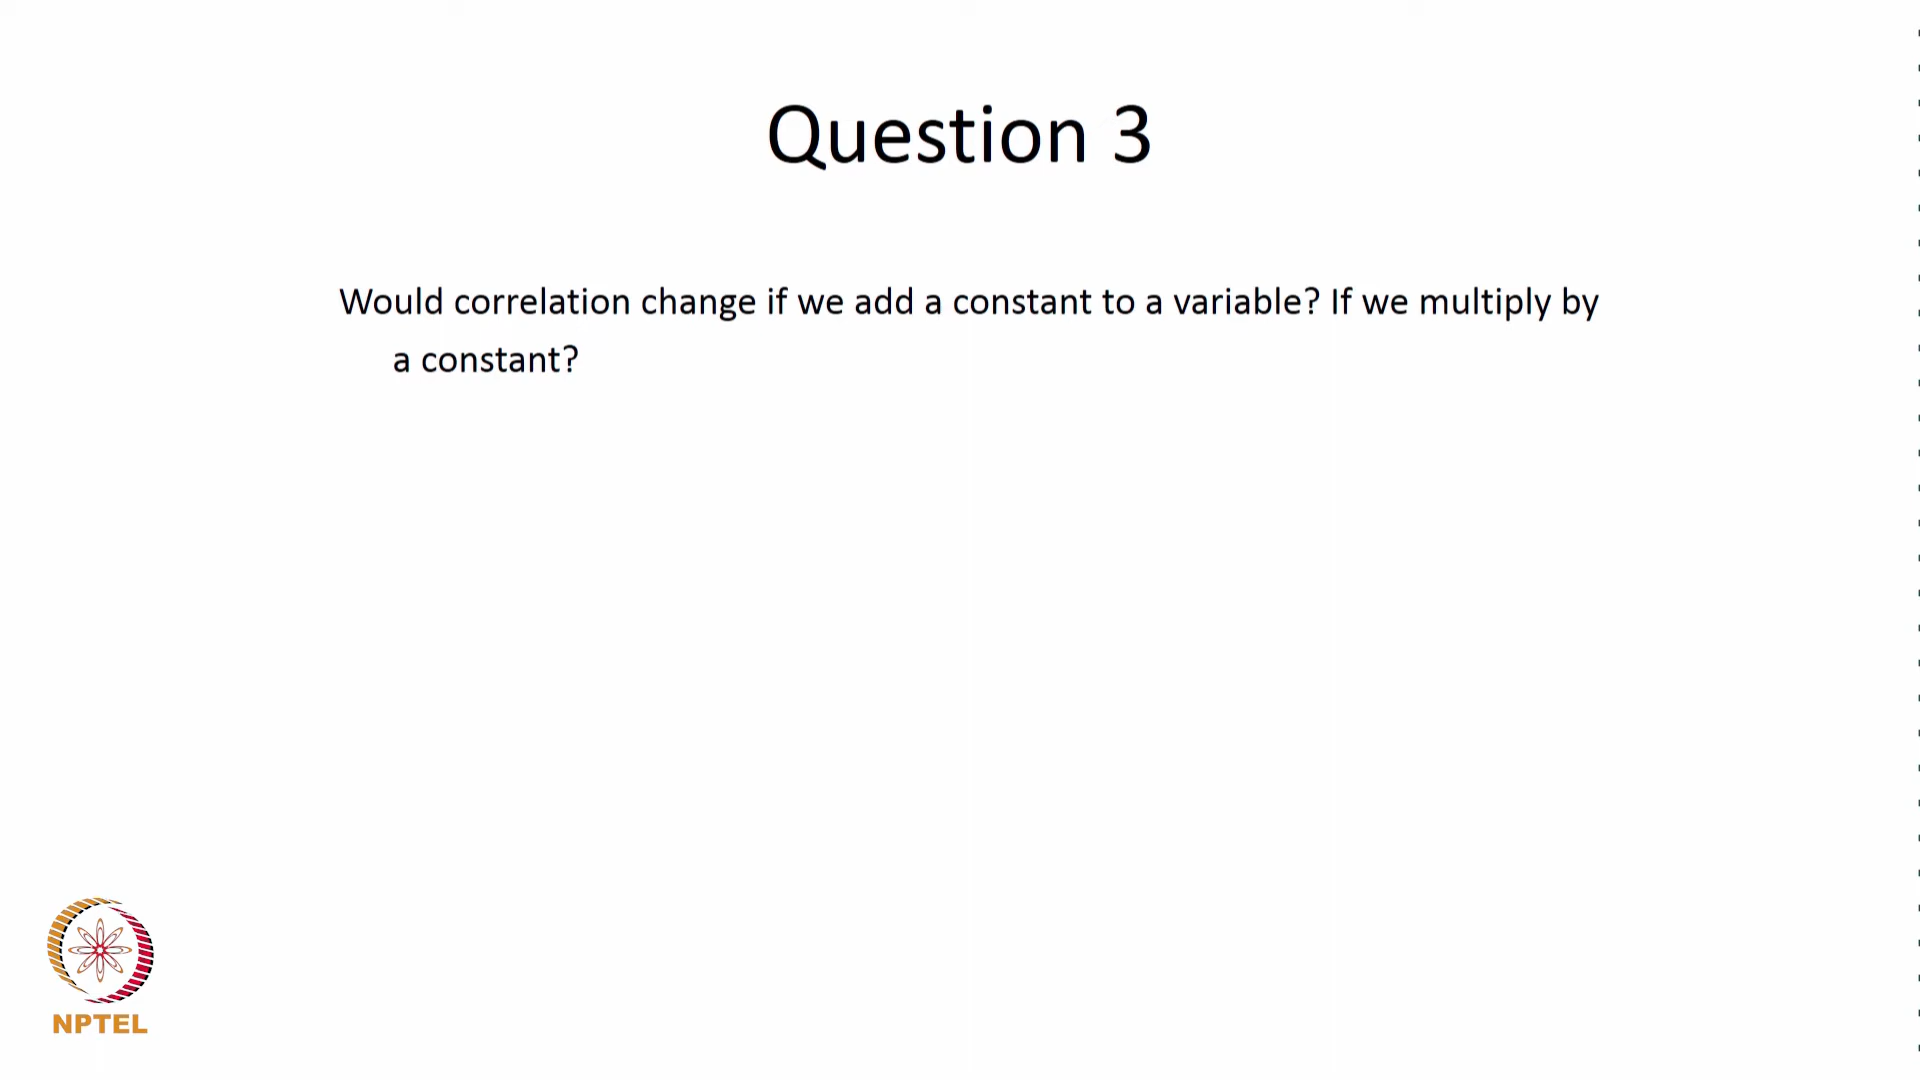 Question 3
Would correlation change if we add a constant to a variable? If we multiply by
a constant?
NPTEL